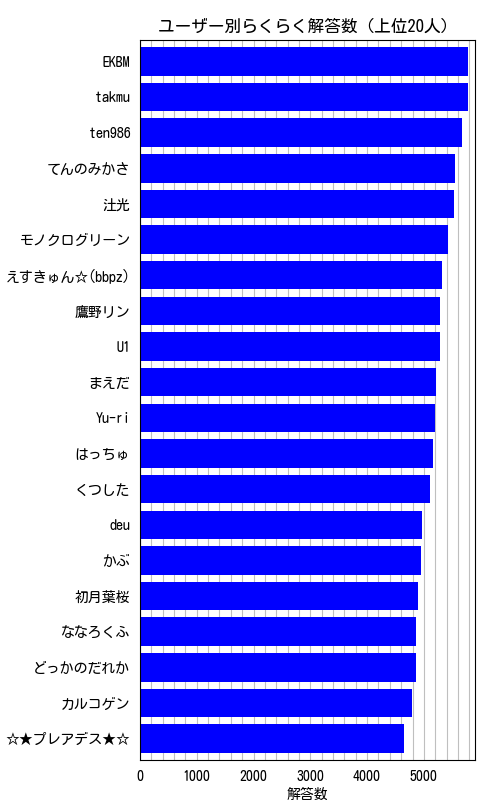 ユーザー別らくらく解答数 (上位20人)
EKBM
takmu
ten986
てんのみかさ
汢光
モノクログリーン
えすきゅん☆(bbpz)
鷹野リン
U1
まえだ
Yu-ri
はっちゅ
くつした
deu
かぶ
初月葉桜
ななろくふ
どっかのだれか
カルコゲン
☆★プレアデス★☆
0 1000 2000 3000 4000 5000
解答数